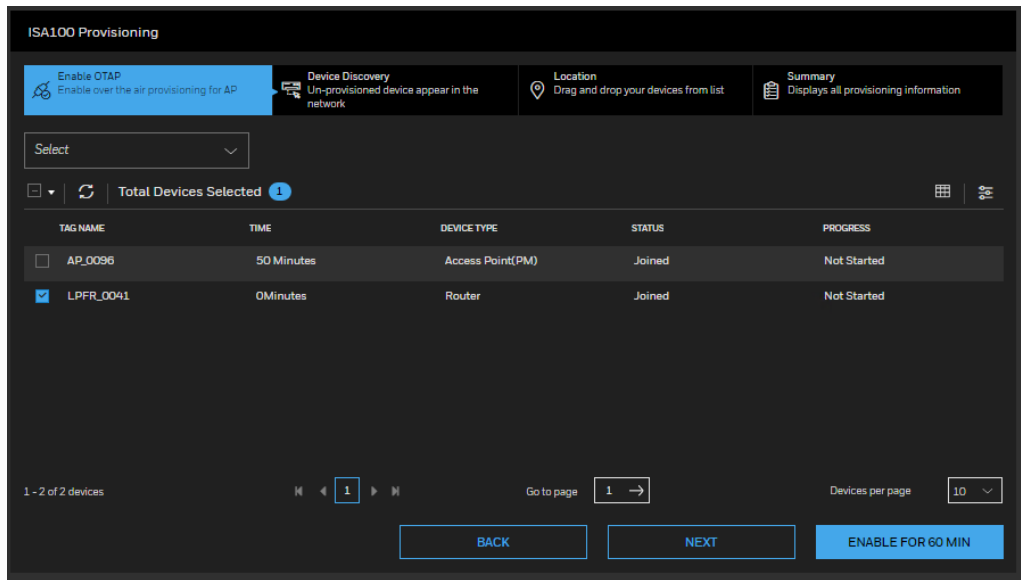 ISA100 Provisioning
Enable OTAP
Enable over the air provisioning for AP
Device Discovery
Un-provisioned device appear in the
network
Location
Drag and drop your devices from list
Summary
Displays all provisioning information
Select
Total Devices Selected 1
TAG NAME TIME DEVICE TYPE STATUS PROGRESS
AP_0096 50 Minutes Access Point(PM) Joined Not Started
LPFR_0041 0Minutes Router Joined Not Started
1 - 2 of 2 devices 1 Go to page 1 Devices per page 10
BACK NEXT ENABLE FOR 60 MIN